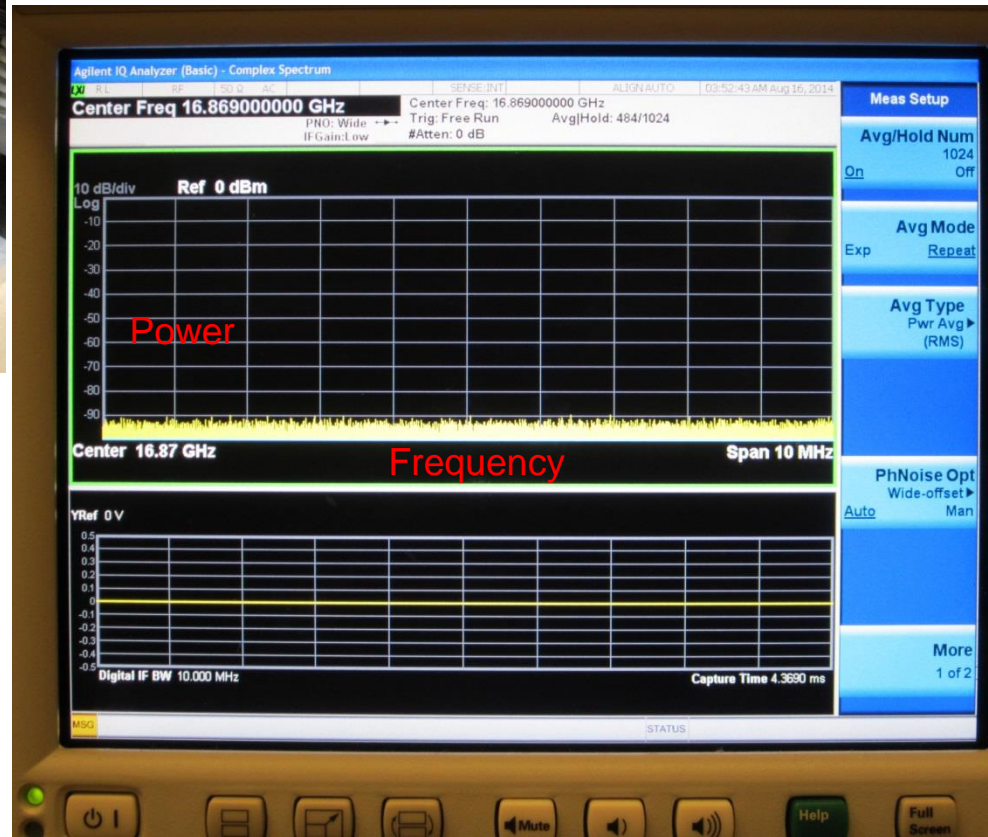 Agilent IQ Analyzer (Basic) - Complex Spectrum
LXI RL RF 50 Ω AC SENSE:INT ALIGN AUTO 03:52:43 AM Aug 16, 2014
Center Freq 16.869000000 GHz
PNO: Wide
IFGain:Low
Center Freq: 16.869000000 GHz
Trig: Free Run Avg|Hold: 484/1024
#Atten: 0 dB
10 dB/div Ref 0 dBm
Log
-10
-20
-30
-40
-50
-60
-70
-80
-90
Power
Center 16.87 GHz
Frequency
Span 10 MHz
YRef 0 V
0.5
0.4
0.3
0.2
0.1
0
-0.1
-0.2
-0.3
-0.4
-0.5
Digital IF BW 10.000 MHz
Capture Time 4.3690 ms
MSG
STATUS
Meas Setup
Avg/Hold Num
1024
On Off
Avg Mode
Exp Repeat
Avg Type
Pwr Avg
(RMS)
PhNoise Opt
Wide-offset
Auto Man
More
1 of 2
Mute
Help
Full
Screen